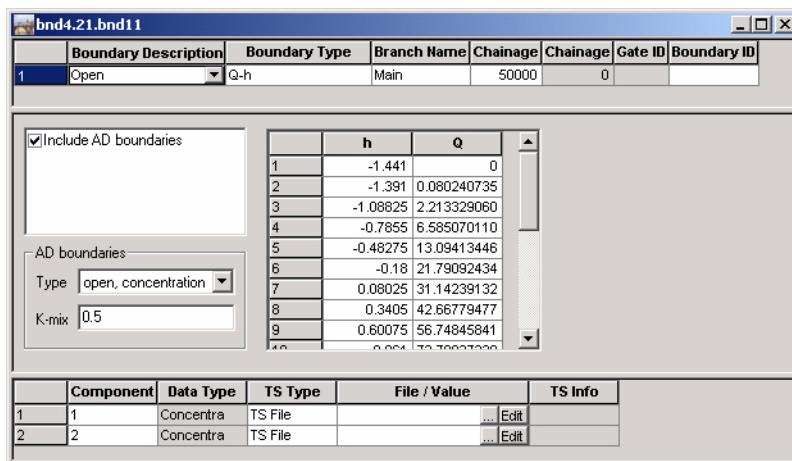 bnd4.21.bnd11
Boundary Description Boundary Type Branch Name Chainage Chainage Gate ID Boundary ID
1 Open Q-h Main 50000 0
Include AD boundaries
h Q
1 -1.441 0
2 -1.391 0.080240735
3 -1.08825 2.213329060
4 -0.7855 6.585070110
5 -0.48275 13.09413446
6 -0.18 21.79092434
7 0.08025 31.14239132
8 0.3405 42.66779477
9 0.60075 56.74845841
AD boundaries
Type open, concentration
K-mix 0.5
Component Data Type TS Type File / Value TS Info
1 1 Concentra TS File ... Edit
2 2 Concentra TS File ... Edit